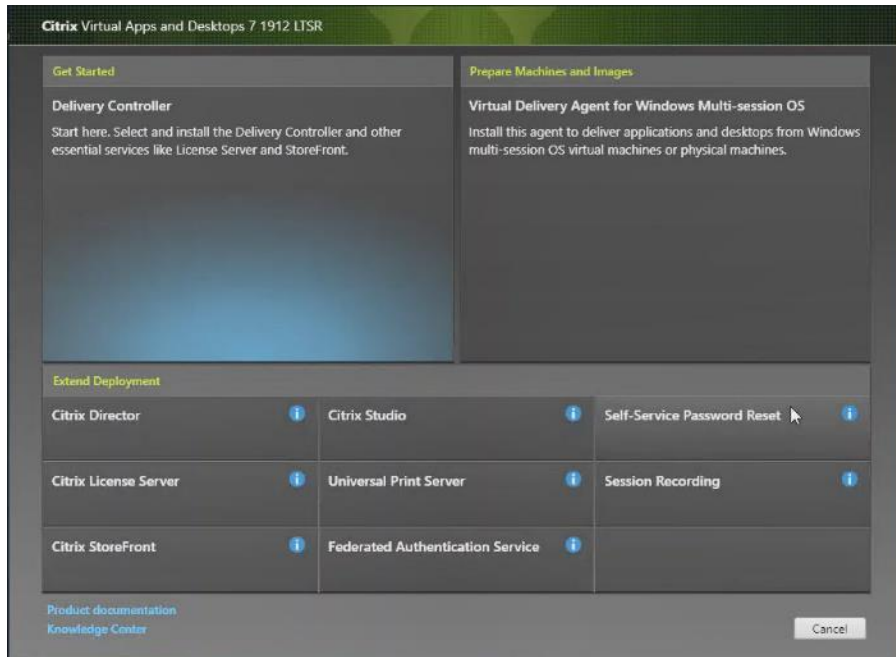 Citrix Virtual Apps and Desktops 7 1912 LTSR
Get Started
Delivery Controller
Start here. Select and install the Delivery Controller and other
essential services like License Server and StoreFront.
Prepare Machines and Images
Virtual Delivery Agent for Windows Multi-session OS
Install this agent to deliver applications and desktops from Windows
multi-session OS virtual machines or physical machines.
Extend Deployment
Citrix Director
Citrix Studio
Self-Service Password Reset
Citrix License Server
Universal Print Server
Session Recording
Citrix StoreFront
Federated Authentication Service
Product documentation
Knowledge Center
Cancel